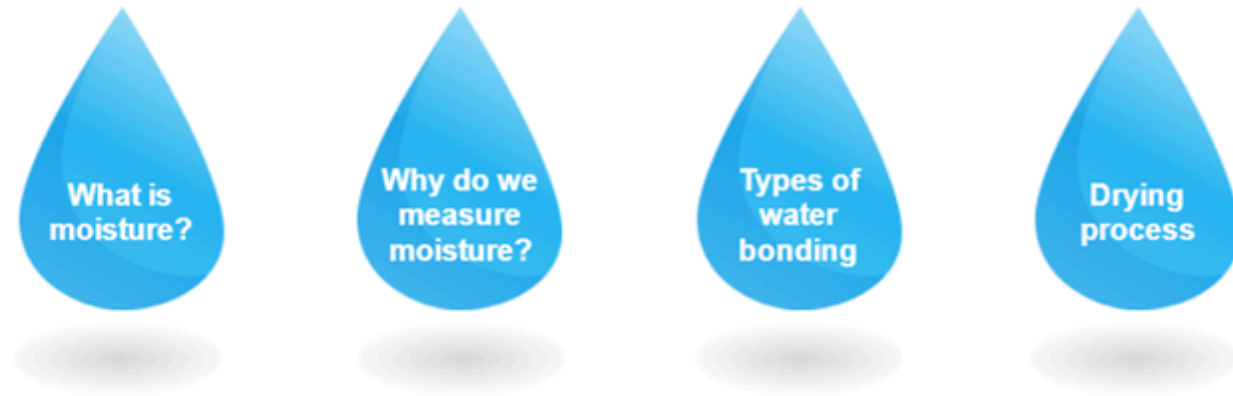 What is
moisture?
Why do we
measure
moisture?
Types of
water
bonding
Drying
process